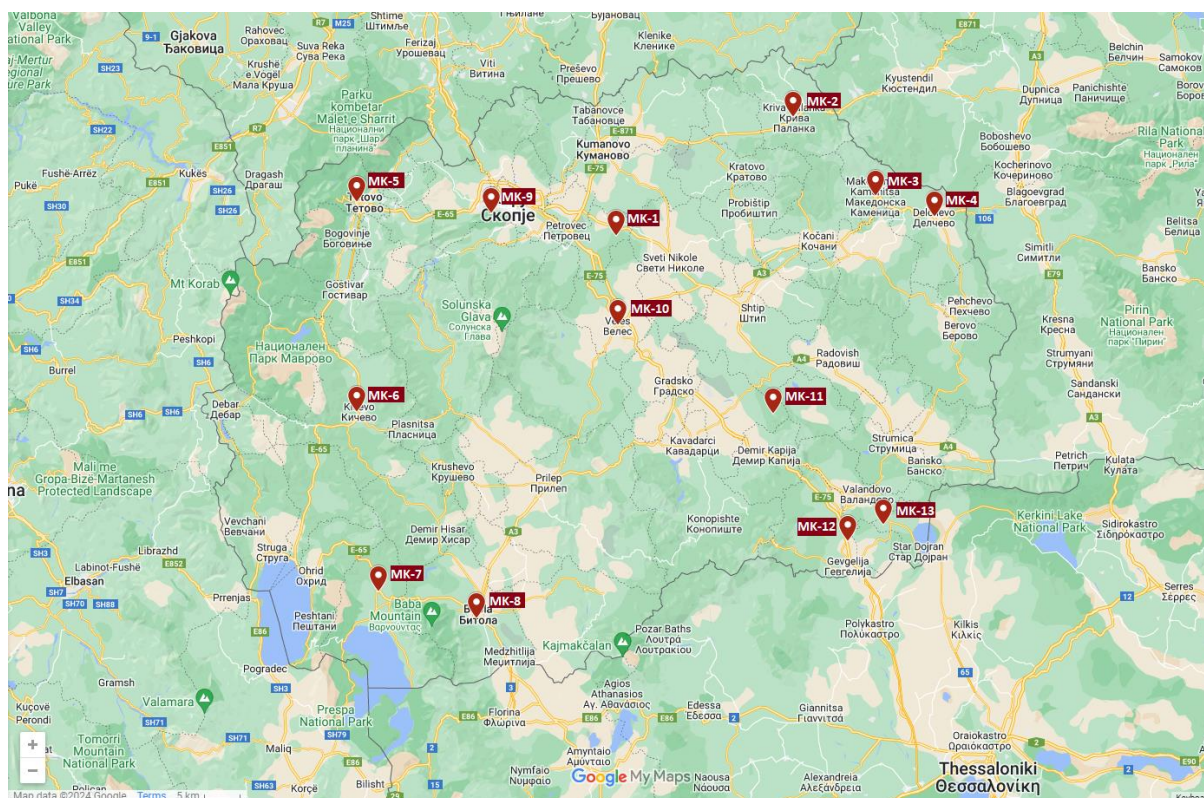 Valbona
Valley
National Park
Gjakova
Ђаковица
Rahovec
Ораховац
Shtime
Штимље
Ferizaj
Урошевац
Suva Reka
Сува Река
Krushë
e Vogël
Мала Круша
Viti
Витина
Бујановац
Klenike
Кленике
Preševo
Прешево
Parku
Kombetar
Malet e Sharrit
Национални
парк „Шар
планина"
Tabanovce
Табановце
Kumanovo
Куманово
Kriva Palanka
Крива
Паланка
MK-2
Kyustendil
Кюстендил
Belchin
Белчин
Samokov
Самоков
Dupnica
Дупница
Panichishte
Паничище
Boboshevo
Бобошево
Rila National
Park
Национален
парк „Рила"
Kocherinovo
Кочериново
Blagoevgrad
Благоевград
Fushë-Arrëz
Pukë
Kukës
Dragash
Драгаш
MK-5
Tetovo
Тетово
Bogovinje
Боговиње
MK-9
Скопје
Petrovec
Петровец
MK-1
Kratovo
Кратово
Probishtip
Пробиштип
MK-3
Makedonska
Kamenitsa
Македонска
Каменица
MK-4
Delchevo
Делчево
Kočani
Кочани
Sveti Nikole
Свети Николе
Simitli
Симитли
Belitsa
Белица
Bansko
Банско
Mt Korab
Gostivar
Гостивар
Solunska
Glava
Солунска
Глава
MK-10
Veles
Велес
Shtip
Штип
Pehchevo
Пехчево
Berovo
Берово
Kresna
Кресна
Pirin
National Park
Национален
парк „Пирин"
Strumyani
Струмяни
Sandanski
Сандански
Peshkopi
Burrel
Национален
Парк Маврово
Debar
Дебар
MK-6
Kichevo
Кичево
Plasnitsa
Пласница
Gradsko
Градско
Radovish
Радовиш
MK-11
Kavadarci
Кавадарци
Demir Kapija
Демир Капија
Strumica
Струмица
Bansko
Банско
Petrich
Петрич
Kulata
Кулата
Mali me
Gropa-Bize-Martanesh
Protected Landscape
Krushevo
Крушево
Prilep
Прилеп
Valandovo
Валандово
MK-13
MK-12
Konopishte
Конопиште
Gevgelija
Гевгелија
Star Dojran
Стар Дојран
Kerkini Lake
National Park
Sidirokastro
Σιδηρόκαστρο
Vevchani
Вевчани
Librazhd
Labinot-Fushë
Elbasan
Prrenjas
Struga
Струга
Ohrid
Охрид
Demir Hisar
Демир Хисар
MK-7
Peshtani
Пештани
Baba
Mountain
Βαρνούντας
MK-8
Bitola
Битола
Medzhitlija
Меџитлија
Kajmakčalan
Pozar Baths
Λουτρά
Λουτρακίου
Polykastro
Πολύκαστρο
Kilkis
Κιλκίς
Serres
Σέρρες
Pogradec
Gramsh
Valamara
Kuçovë
Perondi
Tomorri
Mountain
National Park
Poliçan
Prespa
National Park
Maliq
Korçë
Bilisht
Florina
Φλώρινα
Agios
Athanasios
Αγ. Αθανάσιος
Edessa
Έδεσσα
Amyntaio
Αμύνταιο
Nymfaio
Νυμφαίο
Naousa
Νάουσα
Giannitsa
Γιαννιτσά
Alexandreia
Αλεξάνδρεια
Oraiokastro
Ωραιόκαστρο
Thessaloniki
Θεσσαλονίκη
Google My Maps
Map data ©2024 Google Terms 5 km